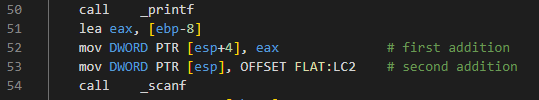 50 call _printf
51 lea eax, [ebp-8]
52 mov DWORD PTR [esp+4], eax # first addition
53 mov DWORD PTR [esp], OFFSET FLAT:LC2 # second addition
54 call _scanf